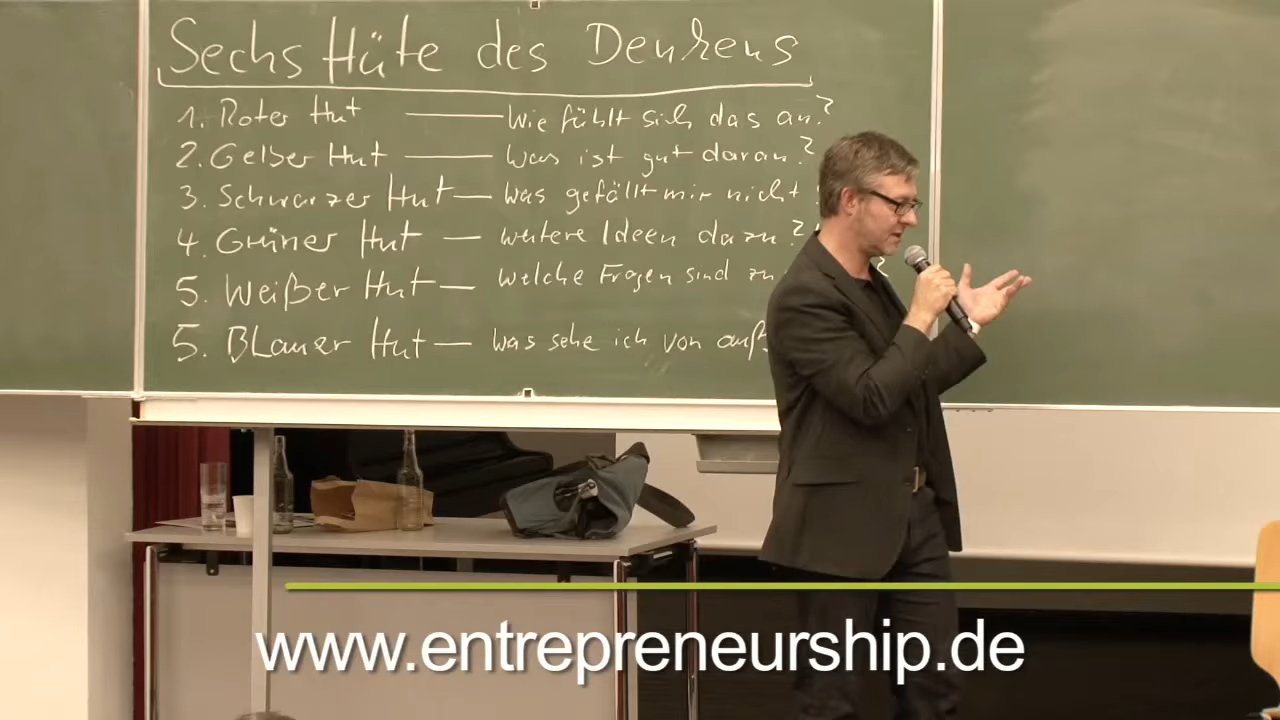 Sechs Hüte des Denkens
1. Roter Hut — Wie fühlt sich das an?
2. Gelber Hut — Was ist gut daran?
3. Schwarzer Hut — was gefällt mir nicht
4. Grüner Hut — weitere Ideen dazu?
5. Weißer Hut — welche Fragen sind zu ?
5. Blauer Hut — was sehe ich von auß
www.entrepreneurship.de